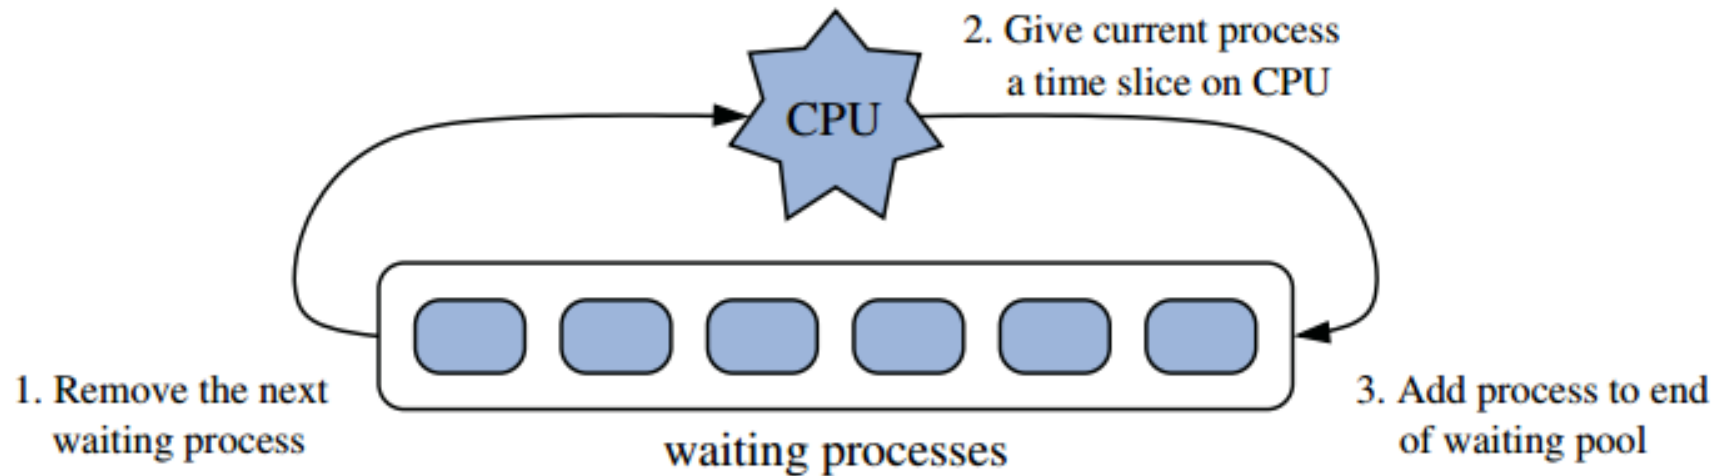 2. Give current process
a time slice on CPU
CPU
1. Remove the next
waiting process
waiting processes
3. Add process to end
of waiting pool